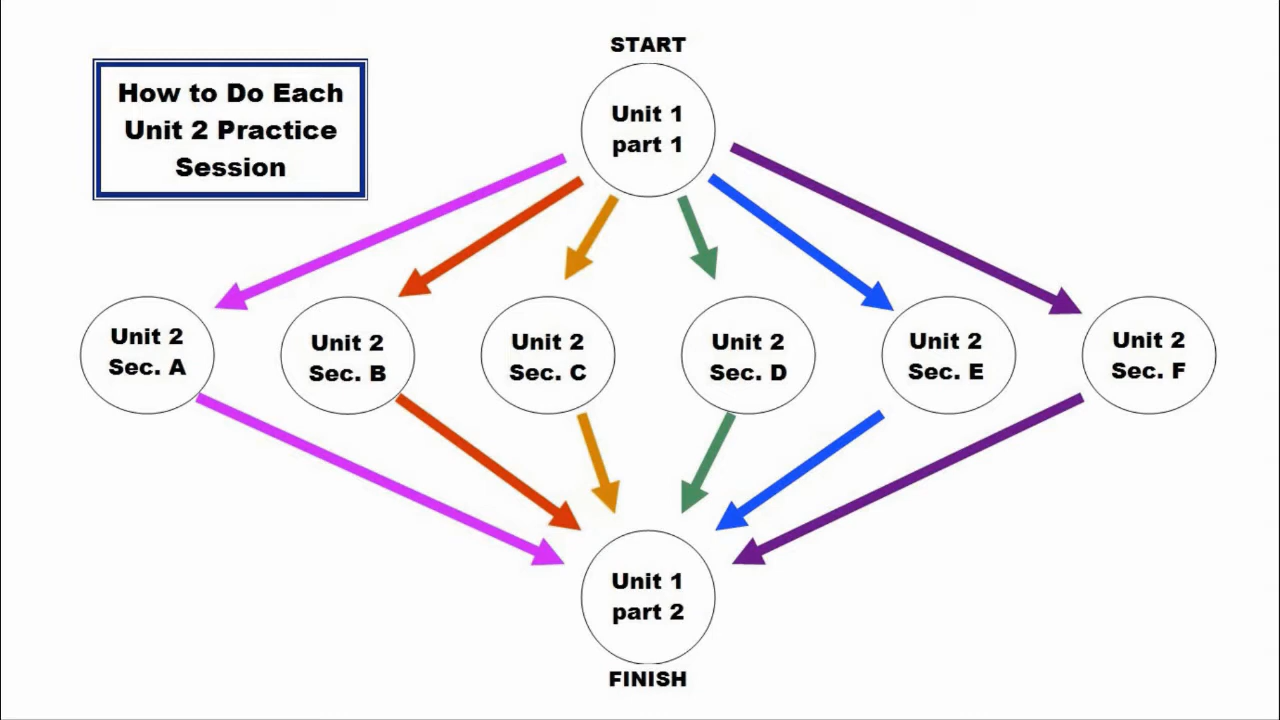 START
How to Do Each
Unit 2 Practice
Session
Unit 1
part 1
Unit 2
Sec. A
Unit 2
Sec. B
Unit 2
Sec. C
Unit 2
Sec. D
Unit 2
Sec. E
Unit 2
Sec. F
Unit 1
part 2
FINISH